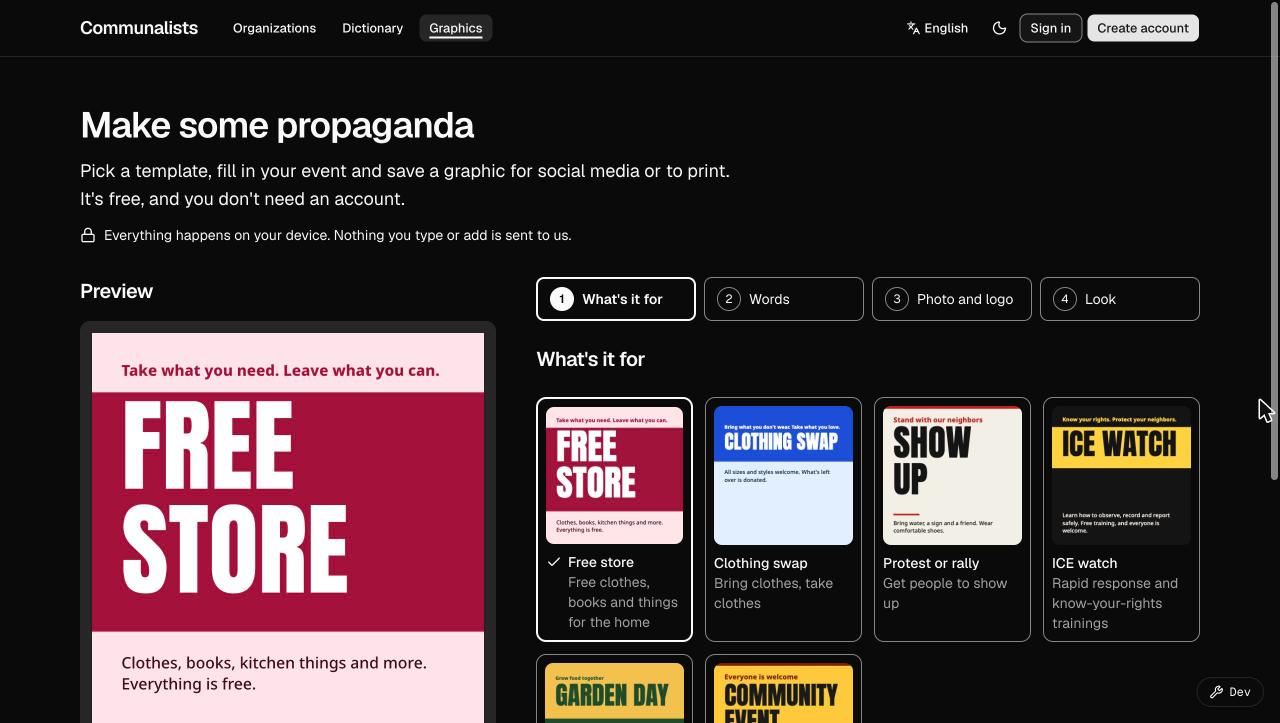 Communalists
Organizations
Dictionary
Graphics
English
Sign in
Create account
Make some propaganda
Pick a template, fill in your event and save a graphic for social media or to print.
It's free, and you don't need an account.
Everything happens on your device. Nothing you type or add is sent to us.
Preview
Take what you need. Leave what you can.
FREE
STORE
Clothes, books, kitchen things and more.
Everything is free.
1 What's it for
2 Words
3 Photo and logo
4 Look
What's it for
Take what you need. Leave what you can.
FREE
STORE
Clothes, books, kitchen things and more.
Everything is free.
Free store
Free clothes,
books and things
for the home
Bring what you don't wear. Take what you love.
CLOTHING SWAP
All sizes and styles welcome. What's left
over is donated.
Clothing swap
Bring clothes, take
clothes
Stand with our neighbors
SHOW
UP
Bring water, a sign and a friend. Wear
comfortable shoes.
Protest or rally
Get people to show
up
Know your rights. Protect your neighbors.
ICE WATCH
Learn how to observe, record and report
safely. Free training, and everyone is
welcome.
ICE watch
Rapid response and
know-your-rights
trainings
Grow food together
GARDEN DAY
Everyone is welcome
COMMUNITY
EVENT
Dev